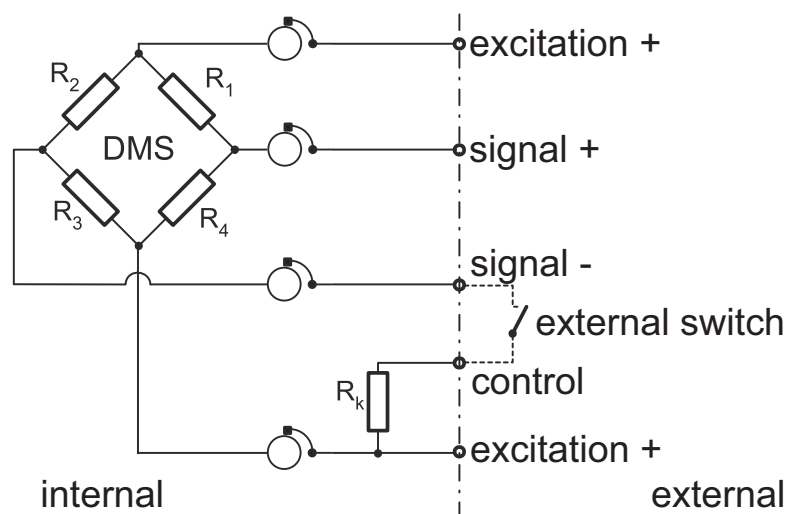 excitation +
R2
R1
DMS
signal +
R3
R4
signal -
external switch
control
Rk
excitation +
internal
external